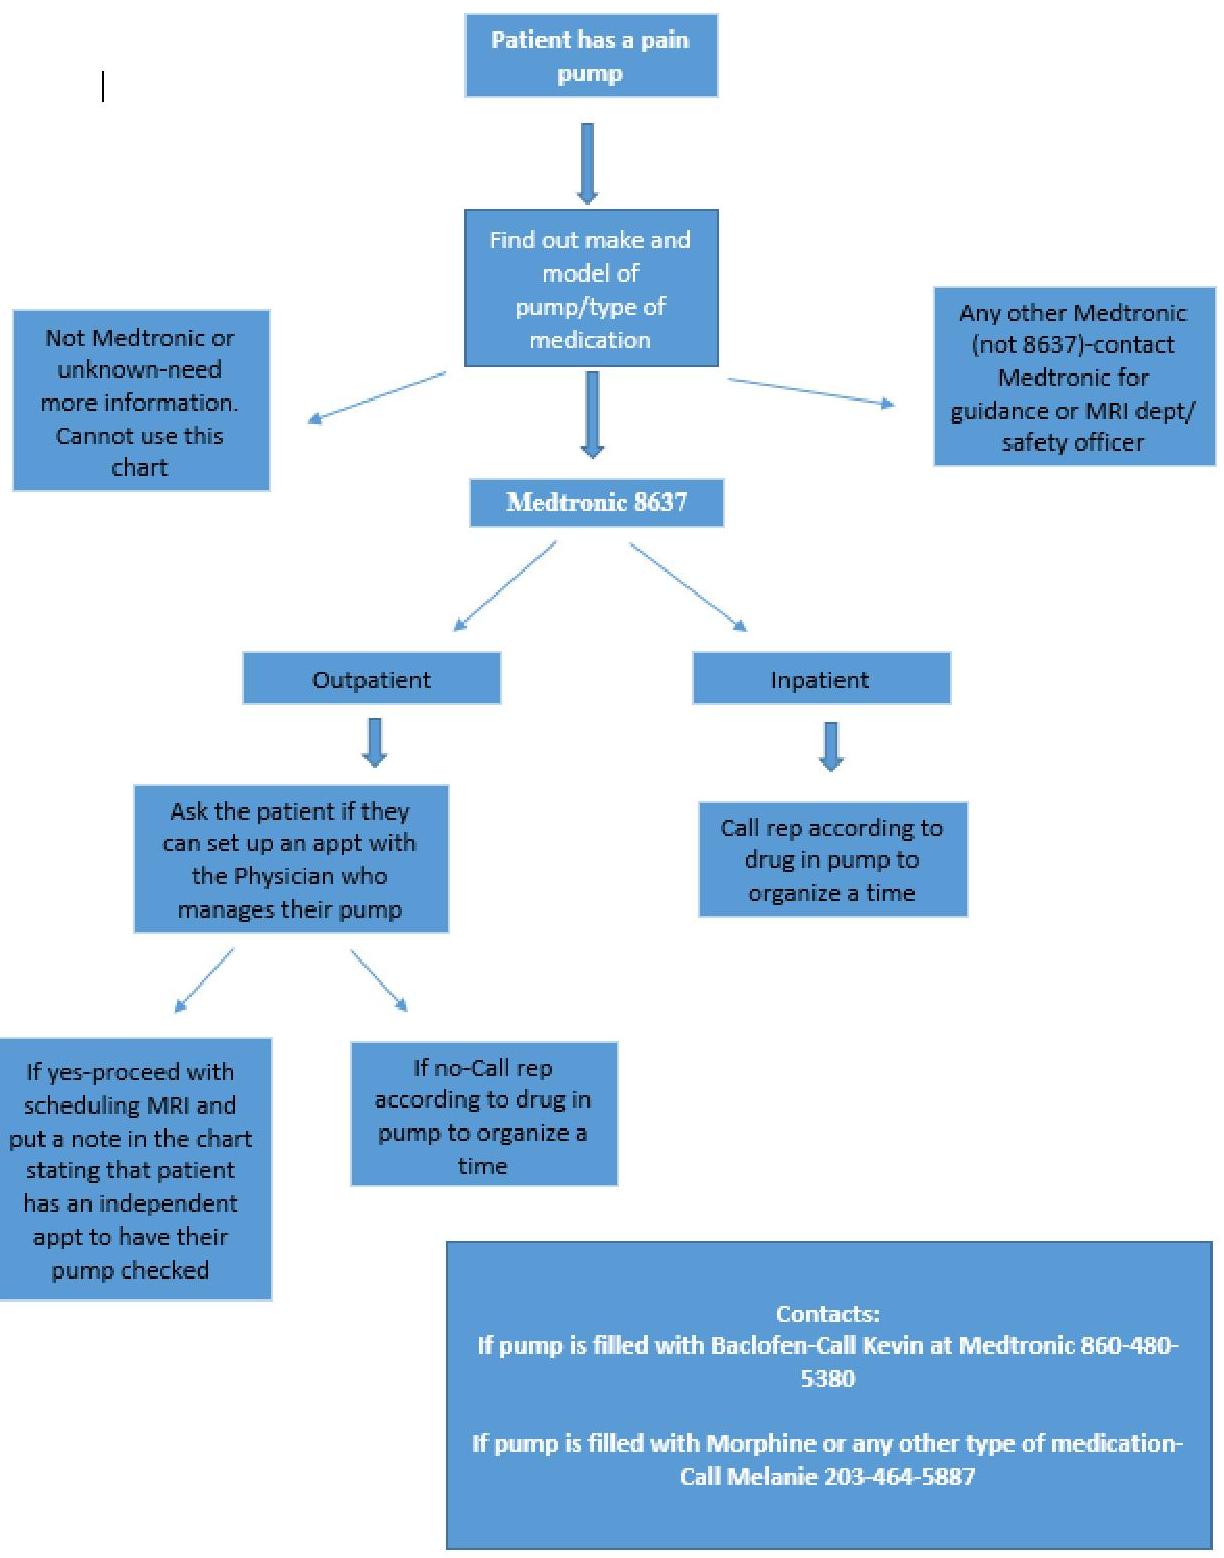 Patient has a pain
pump
Find out make and
model of
pump/type of
medication
Not Medtronic or
unknown-need
more information.
Cannot use this
chart
Any other Medtronic
(not 8637)-contact
Medtronic for
guidance or MRI dept/
safety officer
Medtronic 8637
Outpatient
Inpatient
Ask the patient if they
can set up an appt with
the Physician who
manages their pump
Call rep according to
drug in pump to
organize a time
If yes-proceed with
scheduling MRI and
put a note in the chart
stating that patient
has an independent
appt to have their
pump checked
If no-Call rep
according to drug in
pump to organize a
time
Contacts:
If pump is filled with Baclofen-Call Kevin at Medtronic 860-480-
5380
If pump is filled with Morphine or any other type of medication-
Call Melanie 203-464-5887